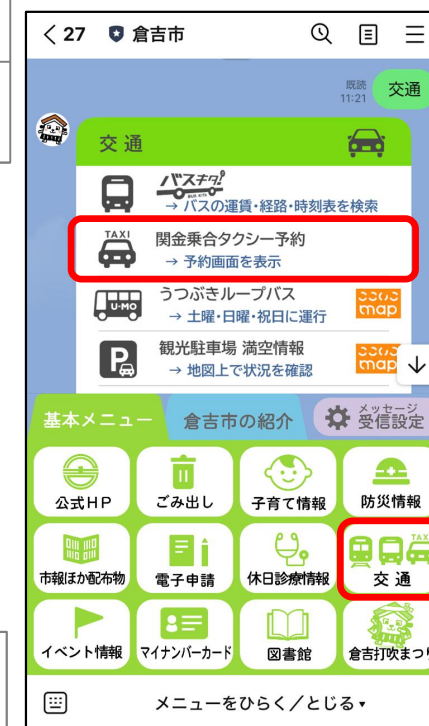 27 倉吉市
既読
11:21
交通
交通
バスキタ!
→ バスの運賃・経路・時刻表を検索
TAXI
関金乗合タクシー予約
→ 予約画面を表示
U-MO
うつぶきループバス
→ 土曜・日曜・祝日に運行
ココいこ
map
P
観光駐車場 満空情報
→ 地図上で状況を確認
ココいこ
map
基本メニュー
倉吉市の紹介
メッセージ
受信設定
公式HP
ごみ出し
子育て情報
防災情報
市報ほか配布物
電子申請
休日診療情報
TAXI
交通
イベント情報
マイナンバーカード
図書館
倉吉打吹まつり
メニューをひらく/とじる▼